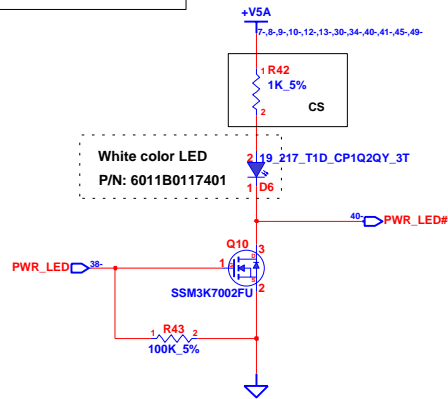 +V5A
7-,8-,9-,10-,12-,13-,30-,34-,40-,41-,45-,49-
1 R42
1K_5%
2
CS
White color LED
P/N: 6011B0117401
2 19_217_T1D_CP1Q2QY_3T
1 D6
40- PWR_LED#
Q10 3
PWR_LED 38- 1
SSM3K7002FU 2
1 R43 2
100K_5%